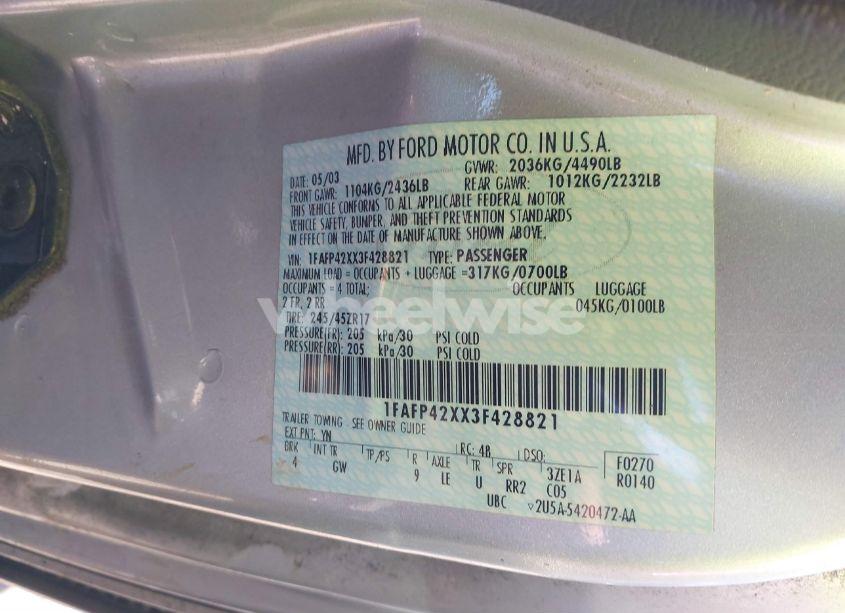 MFD. BY FORD MOTOR CO. IN U.S.A.
DATE: 05/03 GVWR: 2036KG/4490LB
FRONT GAWR: 1104KG/2436LB REAR GAWR: 1012KG/2232LB
THIS VEHICLE CONFORMS TO ALL APPLICABLE FEDERAL MOTOR
VEHICLE SAFETY, BUMPER, AND THEFT PREVENTION STANDARDS
IN EFFECT ON THE DATE OF MANUFACTURE SHOWN ABOVE.
VIN: 1FAFP42XX3F428821 TYPE: PASSENGER
MAXIMUM LOAD = OCCUPANTS + LUGGAGE =317KG/0700LB
OCCUPANTS = 4 TOTAL; OCCUPANTS LUGGAGE
2 FR, 2 RR 045KG/0100LB
wheelwise
TIRE: 245/45ZR17
PRESSURE(FR): 205 kPa/30 PSI COLD
PRESSURE(RR): 205 kPa/30 PSI COLD
1FAFP42XX3F428821
TRAILER TOWING - SEE OWNER GUIDE
EXT PNT: YN RC: 48 DSO: F0270
BRK INT TR TP/PS R AXLE TR SPR 3ZE1A R0140
4 GW 9 LE U RR2 C05
UBC ▽2U5A-5420472-AA